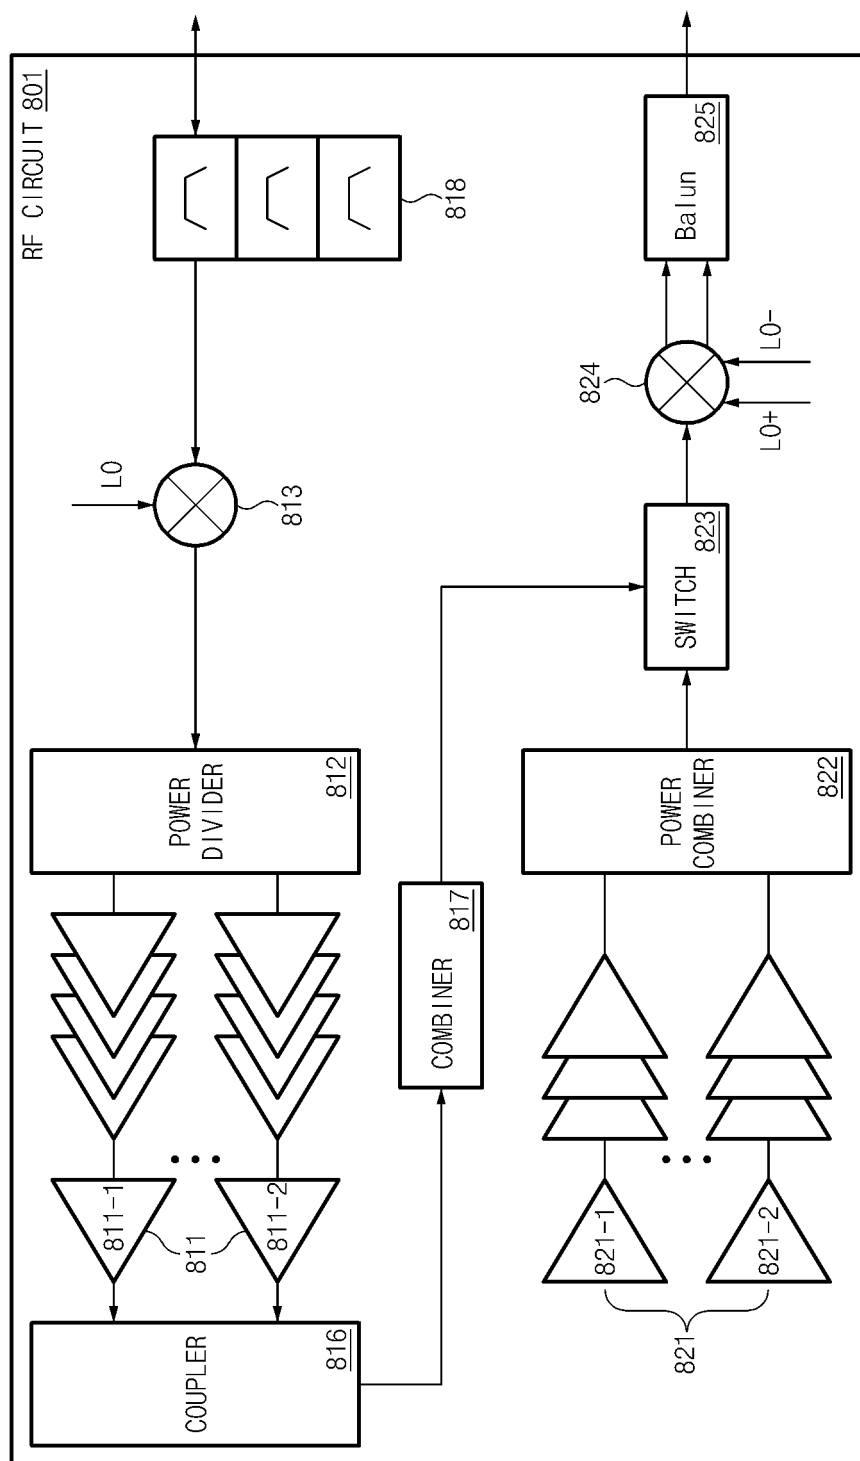 RF CIRCUIT 801
818
LO
813
POWER
DIVIDER
812
811-1
811-2
811
COUPLER
816
COMBINER
817
825
Balun
824
LO-
LO+
SWITCH
823
POWER
COMBINER
822
821-1
821-2
821